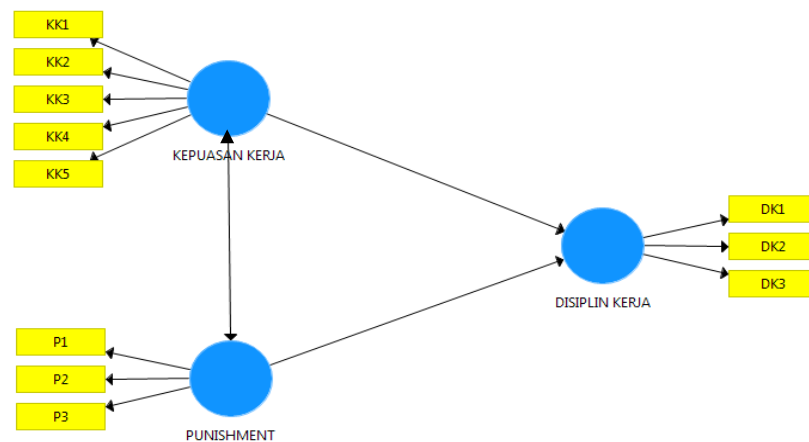 KK1
KK2
KK3
KK4
KK5
KEPUASAN KERJA
DK1
DK2
DK3
DISIPLIN KERJA
P1
P2
P3
PUNISHMENT